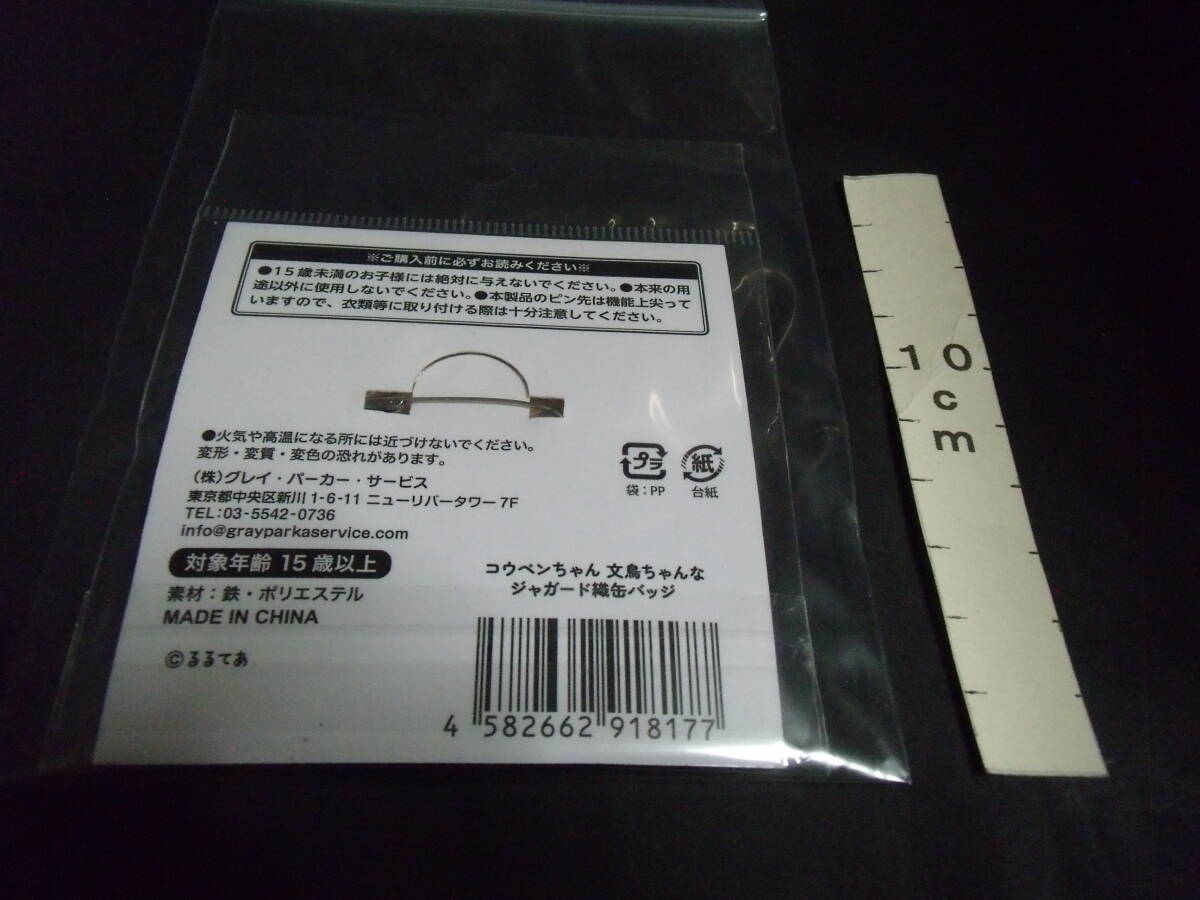 ※ご購入前に必ずお読みください※
●15歳未満のお子様には絶対に与えないでください。●本来の用
途以外に使用しないでください。●本製品のピン先は機能上尖って
いますので、衣類等に取り付ける際は十分注意してください。
●火気や高温になる所には近づけないでください。
変形・変質・変色の恐れがあります。
(株)グレイ・パーカー・サービス
東京都中央区新川1-6-11 ニューリバータワー7F
TEL:03-5542-0736
info@grayparkaservice.com
プラ
袋:PP
紙
台紙
対象年齢 15歳以上
素材:鉄・ポリエステル
MADE IN CHINA
©るるてあ
コウペンちゃん 文鳥ちゃんな
ジャガード織缶バッジ
4 582662 918177
10
cm